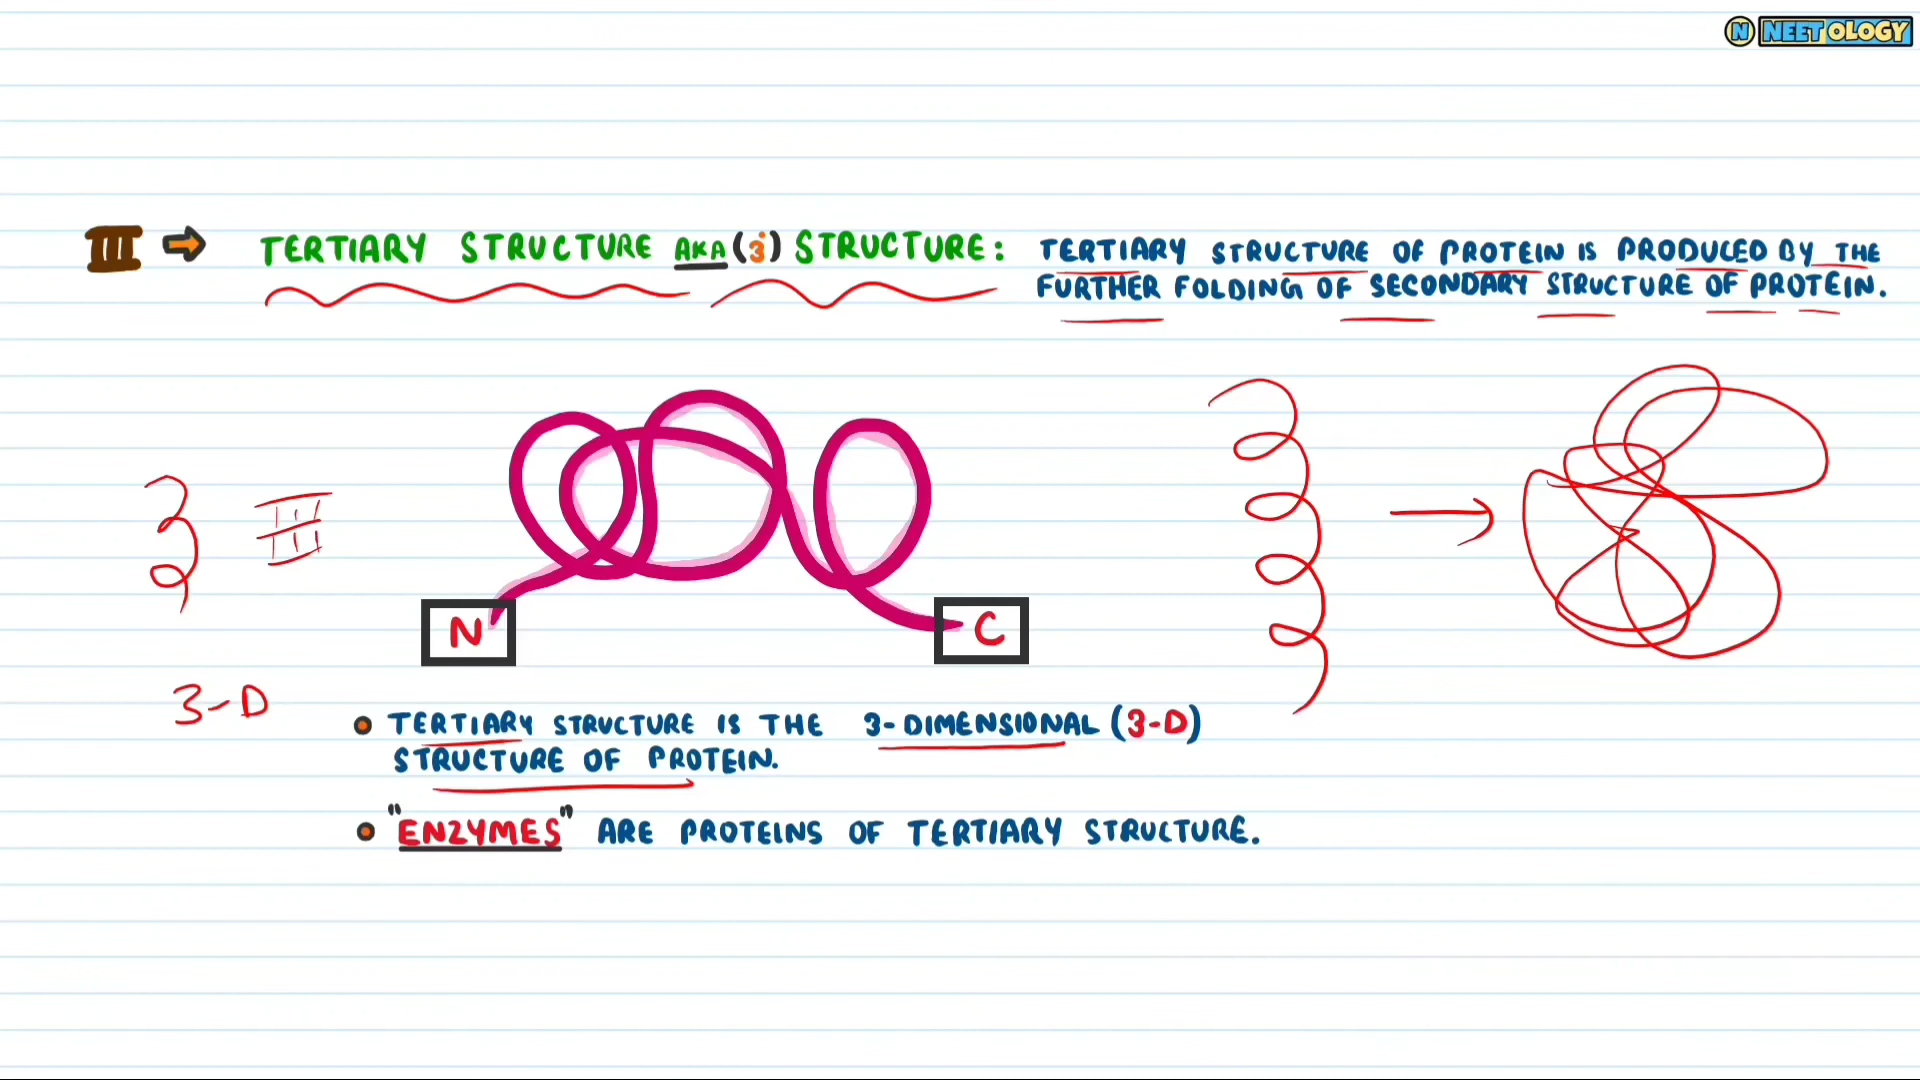 N NEETOLOGY
III ➡ TERTIARY STRUCTURE AKA (3̇) STRUCTURE: TERTIARY STRUCTURE OF PROTEIN IS PRODUCED BY THE
FURTHER FOLDING OF SECONDARY STRUCTURE OF PROTEIN.
III
N C
3-D
• TERTIARY STRUCTURE IS THE 3-DIMENSIONAL (3-D)
STRUCTURE OF PROTEIN.
• "ENZYMES" ARE PROTEINS OF TERTIARY STRUCTURE.